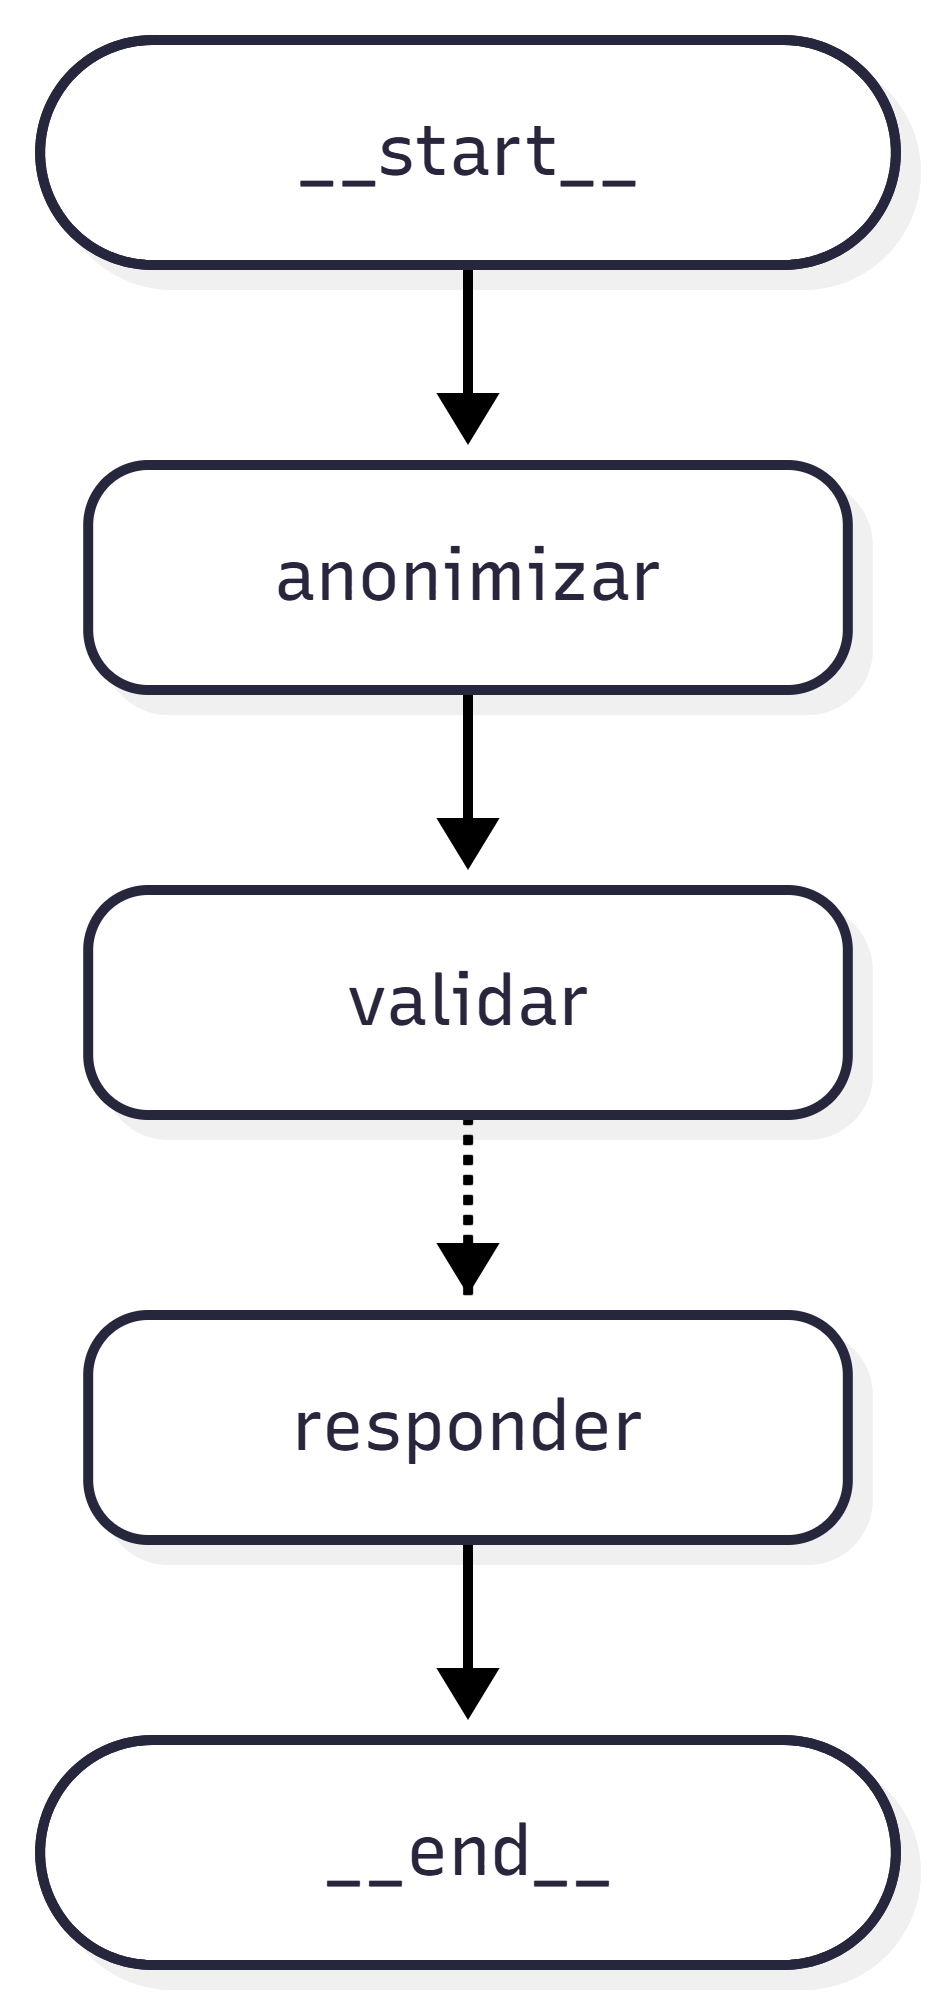 __start__
anonimizar
validar
responder
__end__